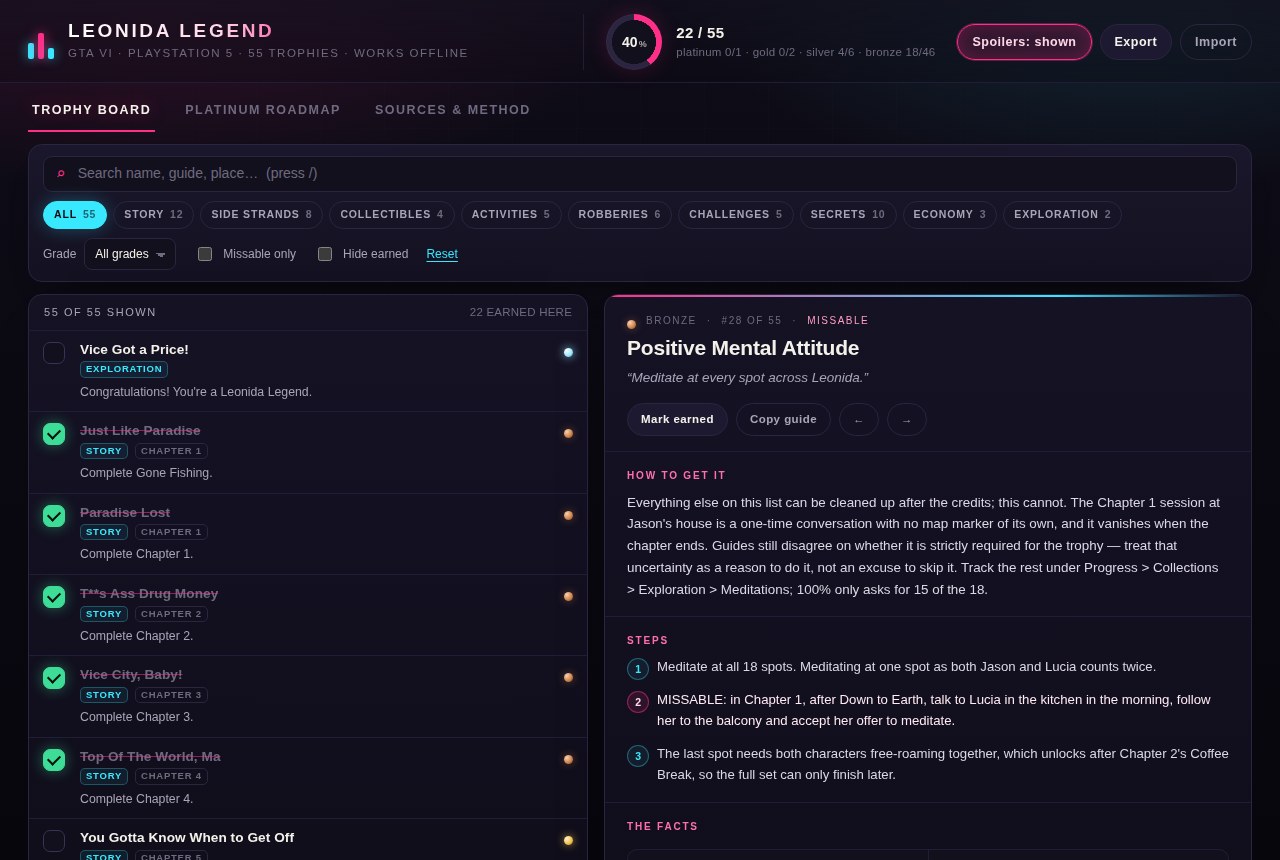 LEONIDA LEGEND
GTA VI · PLAYSTATION 5 · 55 TROPHIES · WORKS OFFLINE
40%
22 / 55
platinum 0/1 · gold 0/2 · silver 4/6 · bronze 18/46
Spoilers: shown
Export
Import
TROPHY BOARD
PLATINUM ROADMAP
SOURCES & METHOD
Search name, guide, place… (press /)
ALL 55
STORY 12
SIDE STRANDS 8
COLLECTIBLES 4
ACTIVITIES 5
ROBBERIES 6
CHALLENGES 5
SECRETS 10
ECONOMY 3
EXPLORATION 2
Grade
All grades
Missable only
Hide earned
Reset
55 OF 55 SHOWN
22 EARNED HERE
Vice Got a Price!
EXPLORATION
Congratulations! You're a Leonida Legend.
Just Like Paradise
STORY CHAPTER 1
Complete Gone Fishing.
Paradise Lost
STORY CHAPTER 1
Complete Chapter 1.
T**s Ass Drug Money
STORY CHAPTER 2
Complete Chapter 2.
Vice City, Baby!
STORY CHAPTER 3
Complete Chapter 3.
Top Of The World, Ma
STORY CHAPTER 4
Complete Chapter 4.
You Gotta Know When to Get Off
STORY CHAPTER 5
BRONZE · #28 OF 55 · MISSABLE
Positive Mental Attitude
“Meditate at every spot across Leonida.”
Mark earned
Copy guide
←
→
HOW TO GET IT
Everything else on this list can be cleaned up after the credits; this cannot. The Chapter 1 session at
Jason's house is a one-time conversation with no map marker of its own, and it vanishes when the
chapter ends. Guides still disagree on whether it is strictly required for the trophy — treat that
uncertainty as a reason to do it, not an excuse to skip it. Track the rest under Progress > Collections
> Exploration > Meditations; 100% only asks for 15 of the 18.
STEPS
1 Meditate at all 18 spots. Meditating at one spot as both Jason and Lucia counts twice.
2 MISSABLE: in Chapter 1, after Down to Earth, talk to Lucia in the kitchen in the morning, follow
her to the balcony and accept her offer to meditate.
3 The last spot needs both characters free-roaming together, which unlocks after Chapter 2's Coffee
Break, so the full set can only finish later.
THE FACTS